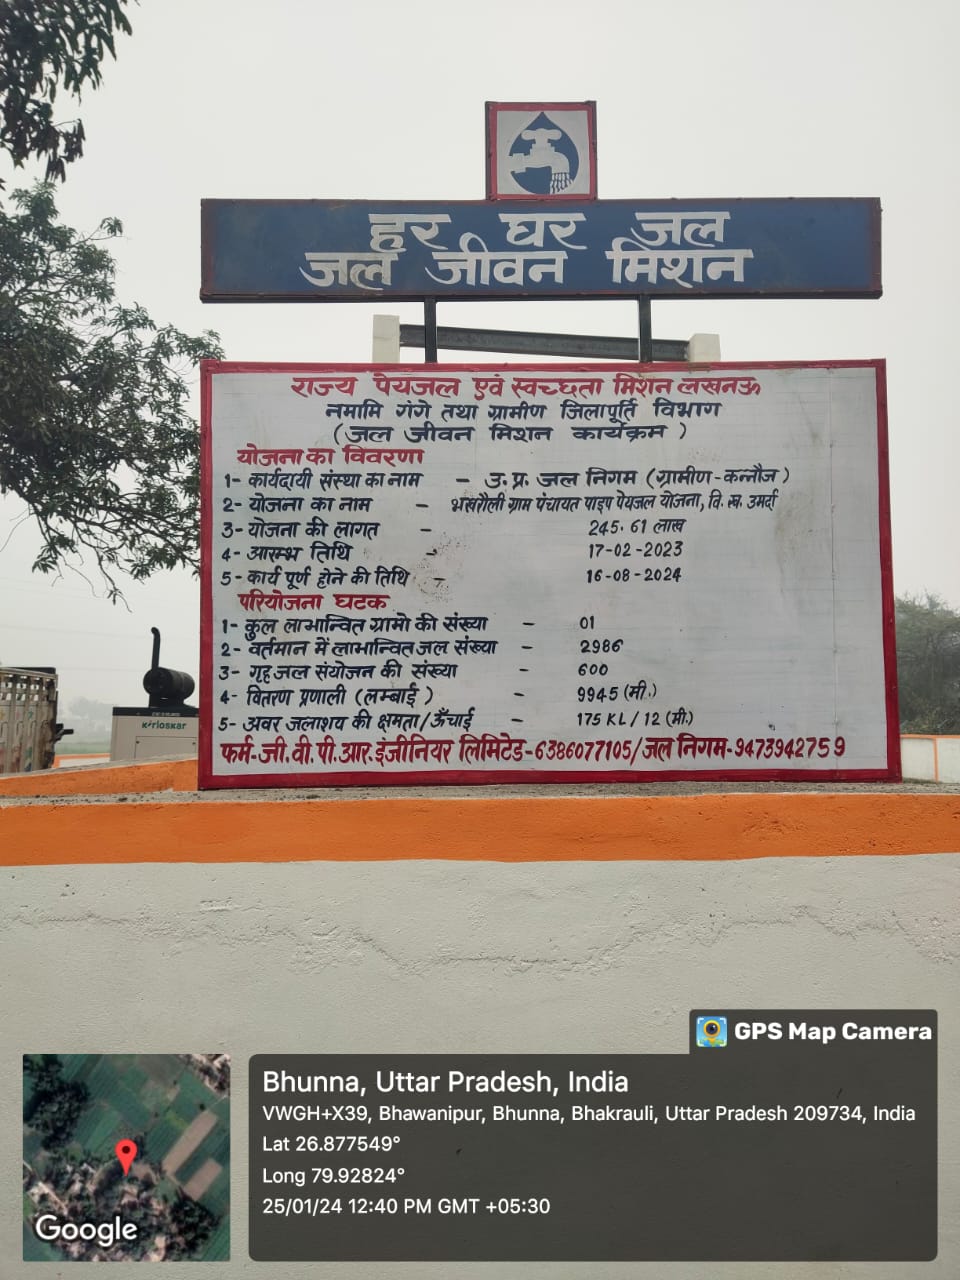 हर घर जल
जल जीवन मिशन
राज्य पेयजल एवं स्वच्छता मिशन लखनऊ
नमामि गंगे तथा ग्रामीण जिलापूर्ति विभाग
(जल जीवन मिशन कार्यक्रम)
योजना का विवरण
1- कार्यदायी संस्था का नाम - उ.प्र. जल निगम (ग्रामीण-कन्नौज)
2- योजना का नाम - भखरौली ग्राम पंचायत पाइप पेयजल योजना, वि. ख. उमर्दा
3- योजना की लागत - 245.61 लाख
4- आरम्भ तिथि - 17-02-2023
5- कार्य पूर्ण होने की तिथि - 16-08-2024
परियोजना घटक
1- कुल लाभान्वित ग्रामो की संख्या - 01
2- वर्तमान में लाभान्वित जल संख्या - 2986
3- गृह जल संयोजन की संख्या - 600
4- वितरण प्रणाली (लम्बाई) - 9945 (मी.)
5- अवर जलाशय की क्षमता/ऊँचाई - 175 KL / 12 (मी.)
फर्म-जी.वी.पी.आर.इंजीनियर लिमिटेड-6386077105/जल निगम-9473942759
Kirloskar
GPS Map Camera
Bhunna, Uttar Pradesh, India
VWGH+X39, Bhawanipur, Bhunna, Bhakrauli, Uttar Pradesh 209734, India
Lat 26.877549°
Long 79.92824°
25/01/24 12:40 PM GMT +05:30
Google